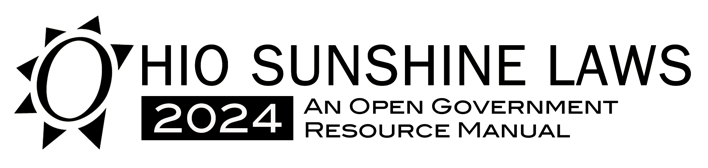 OHIO SUNSHINE LAWS
2024 AN OPEN GOVERNMENT
RESOURCE MANUAL